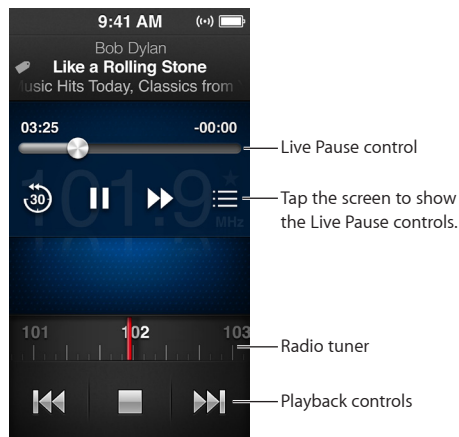 9:41 AM
Bob Dylan
Like a Rolling Stone
usic Hits Today, Classics from
03:25 -00:00
Live Pause control
30
101.9
MHz
Tap the screen to show
the Live Pause controls.
101 102 103
Radio tuner
Playback controls